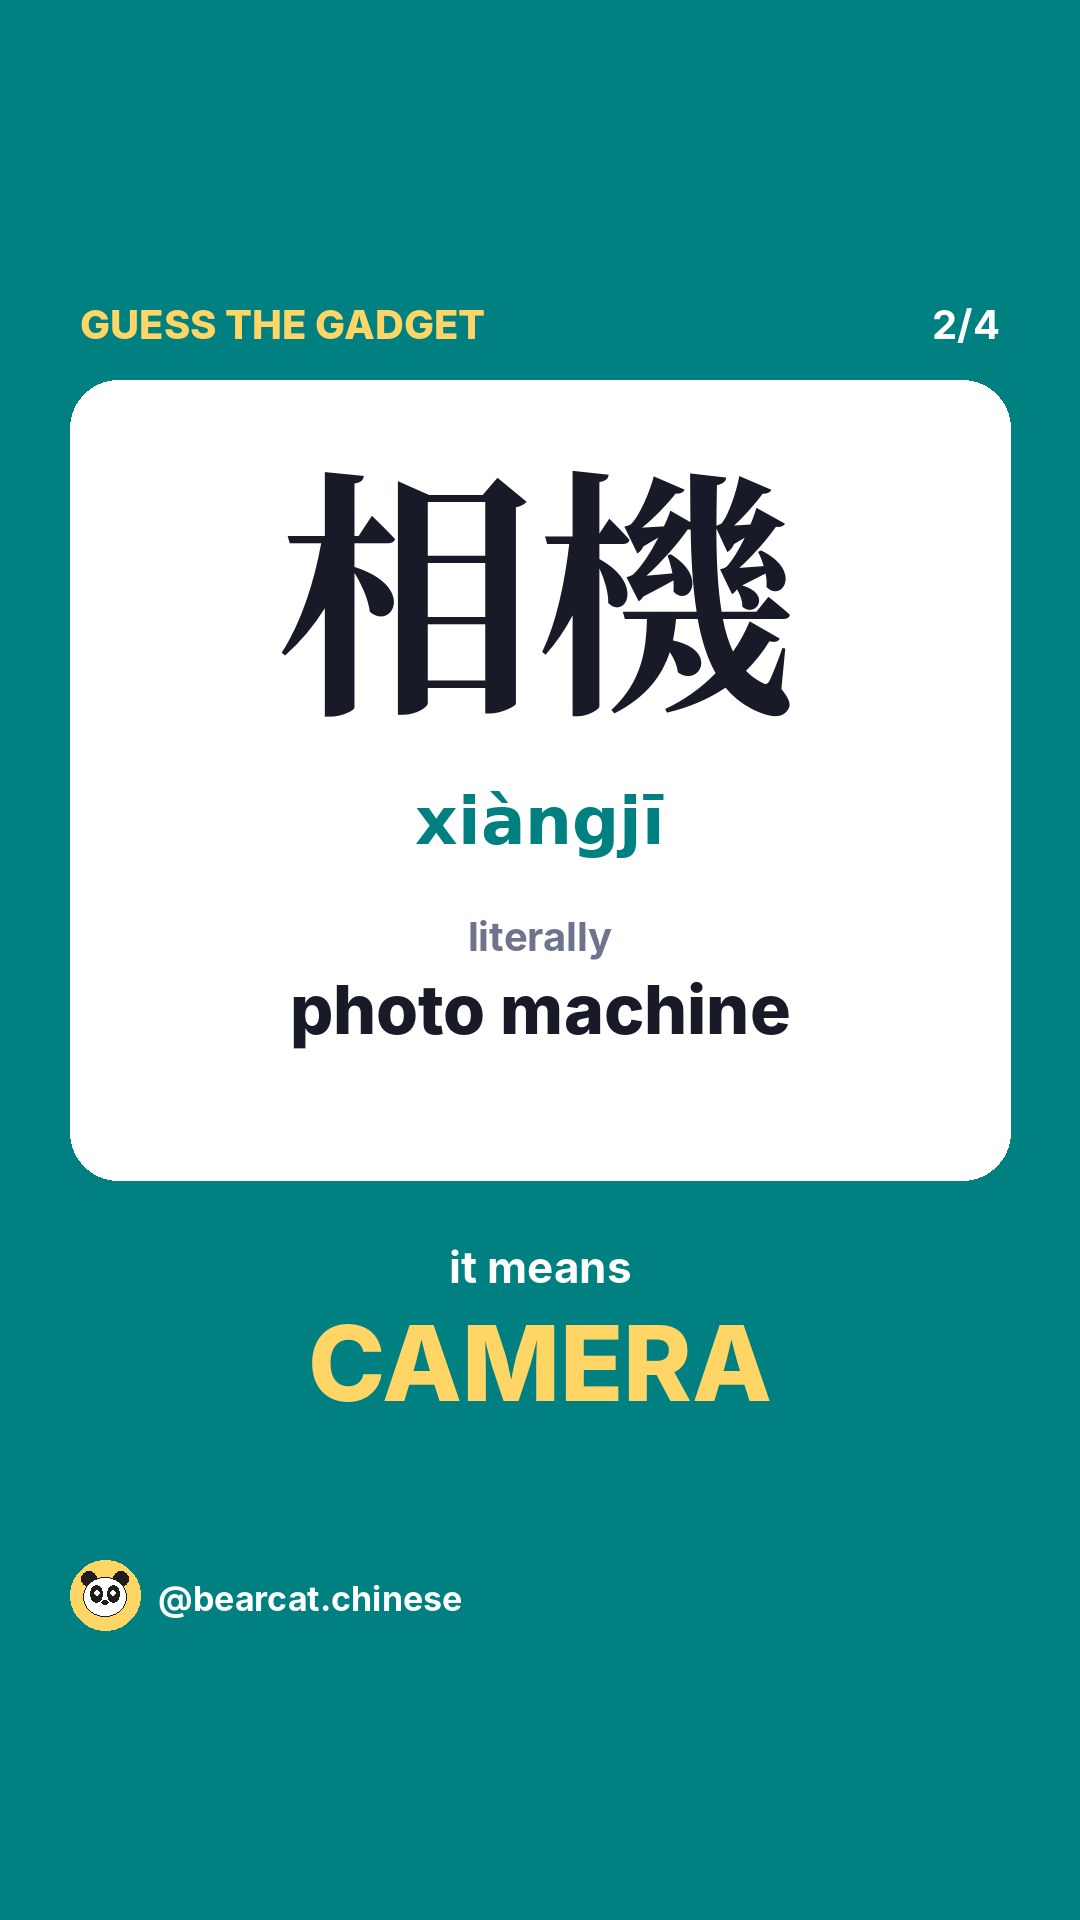 GUESS THE GADGET 2/4
相機
xiàngjī
literally
photo machine
it means
CAMERA
@bearcat.chinese